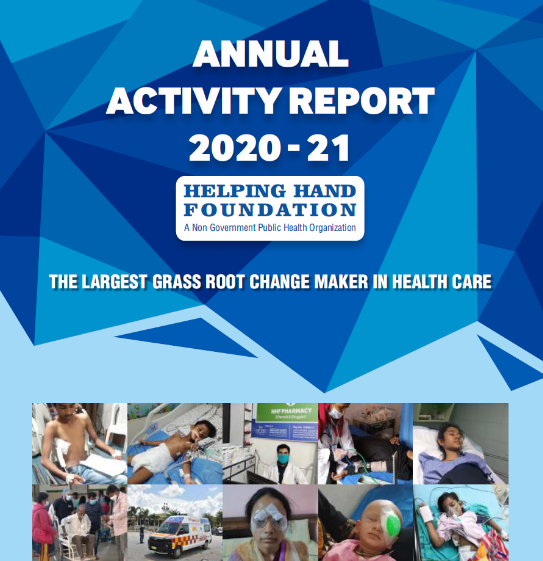 ANNUAL
ACTIVITY REPORT
2020 - 21
HELPING HAND
FOUNDATION
A Non Government Public Health Organization
THE LARGEST GRASS ROOT CHANGE MAKER IN HEALTH CARE
HHF PHARMACY